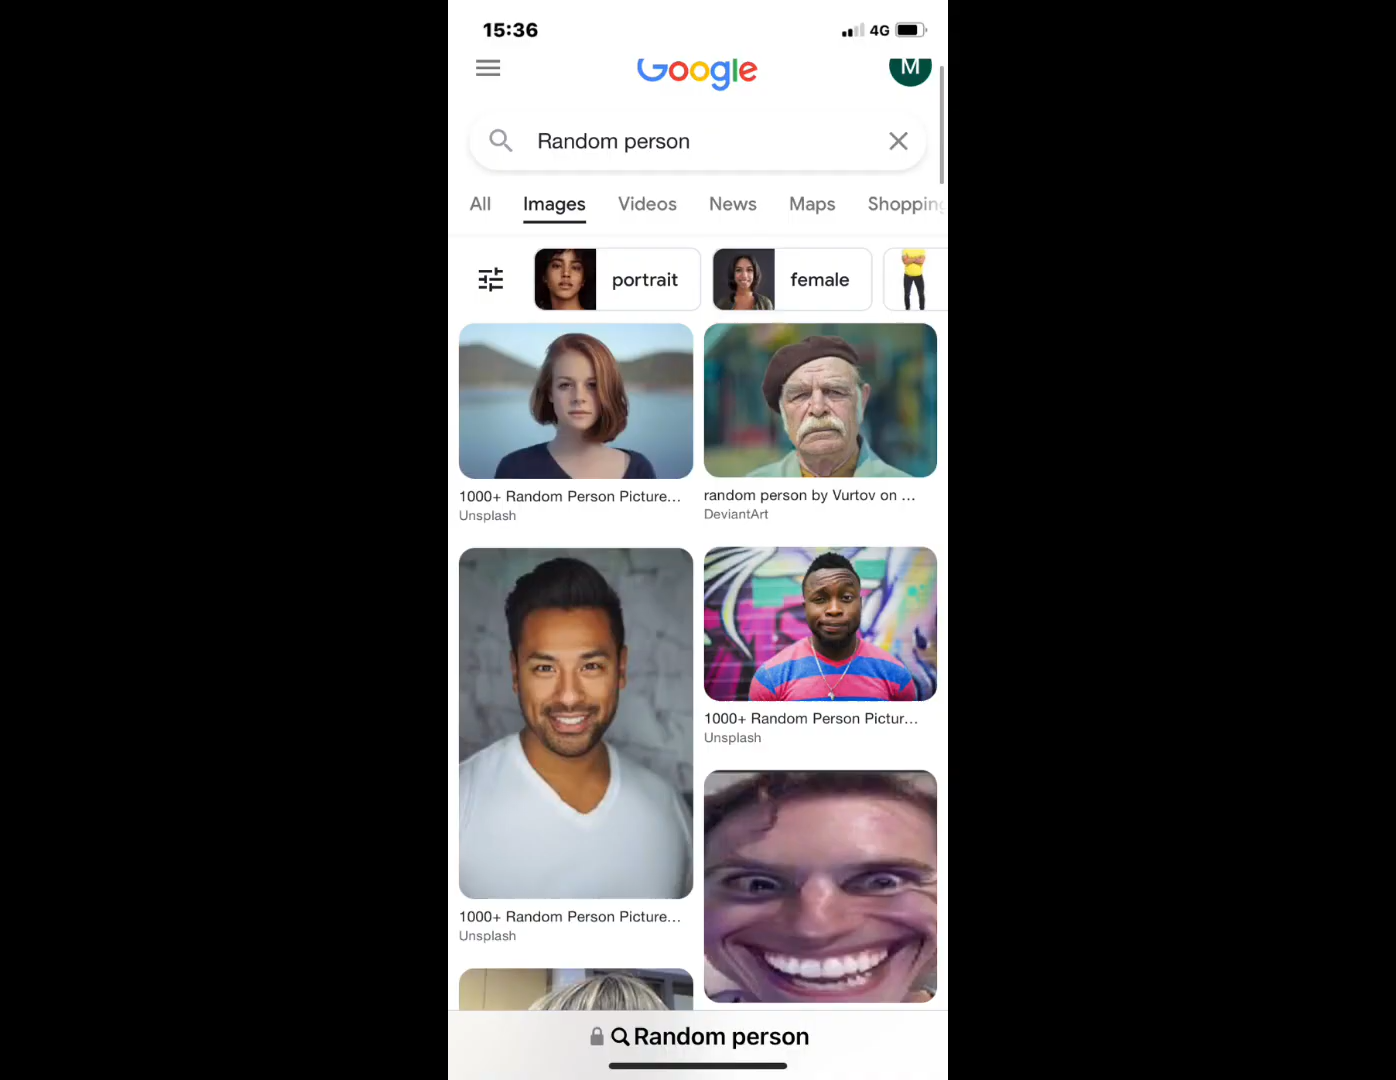 15:36
4G
Google
M
Random person
All Images Videos News Maps Shopping
portrait
female
1000+ Random Person Picture...
Unsplash
random person by Vurtov on ...
DeviantArt
1000+ Random Person Pictur...
Unsplash
1000+ Random Person Picture...
Unsplash
Random person